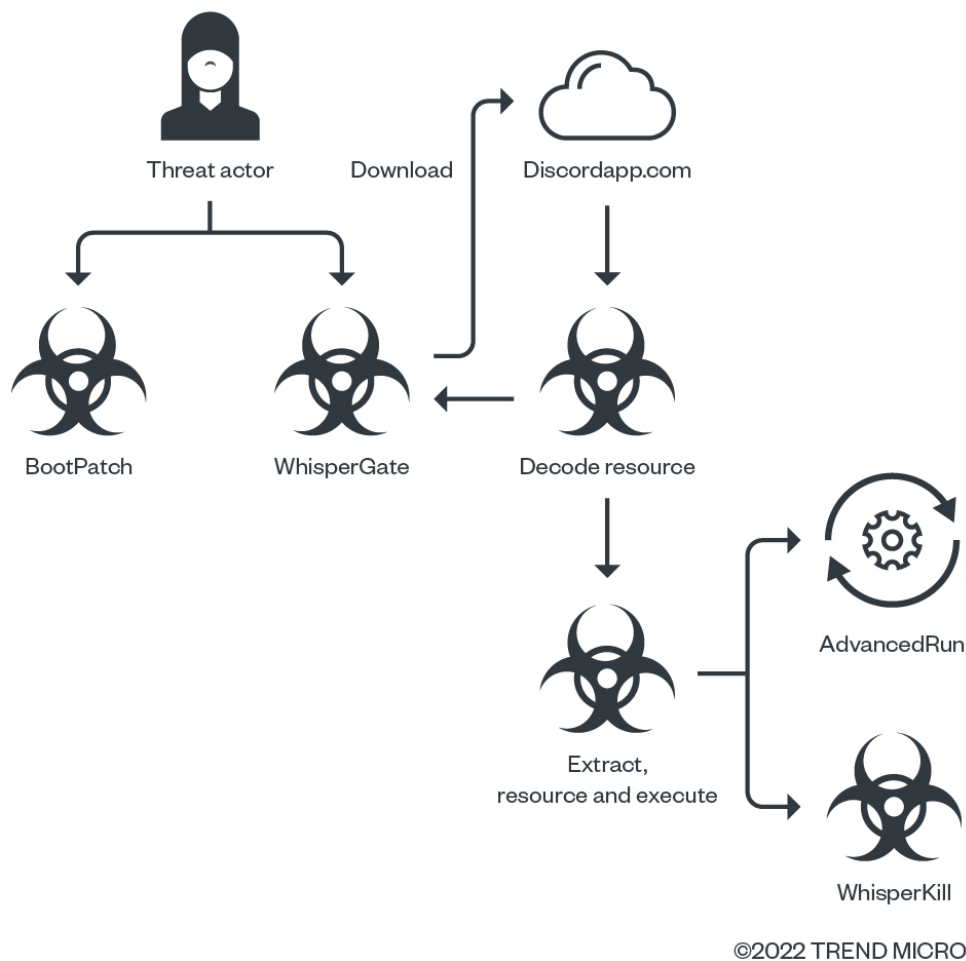 Threat actor
Download
Discordapp.com
BootPatch
WhisperGate
Decode resource
AdvancedRun
Extract,
resource and execute
WhisperKill
©2022 TREND MICRO